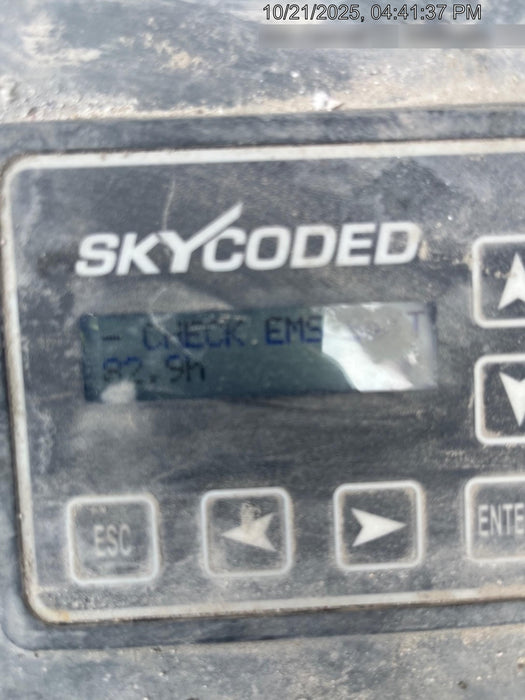 10/21/2025, 04:41:37 PM
SKYCODED
- CHECK EMS T
82.9h
ESC
ENTE